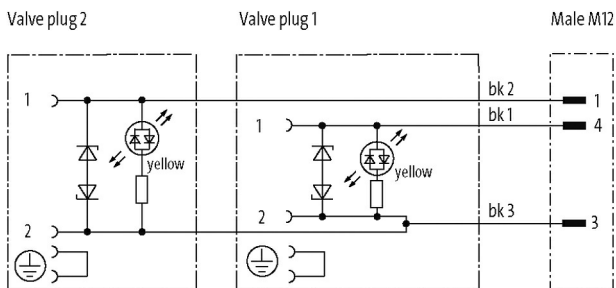 Valve plug 2
Valve plug 1
Male M12
1
bk 2
1
1
bk 1
4
yellow
yellow
2
bk 3
3
2